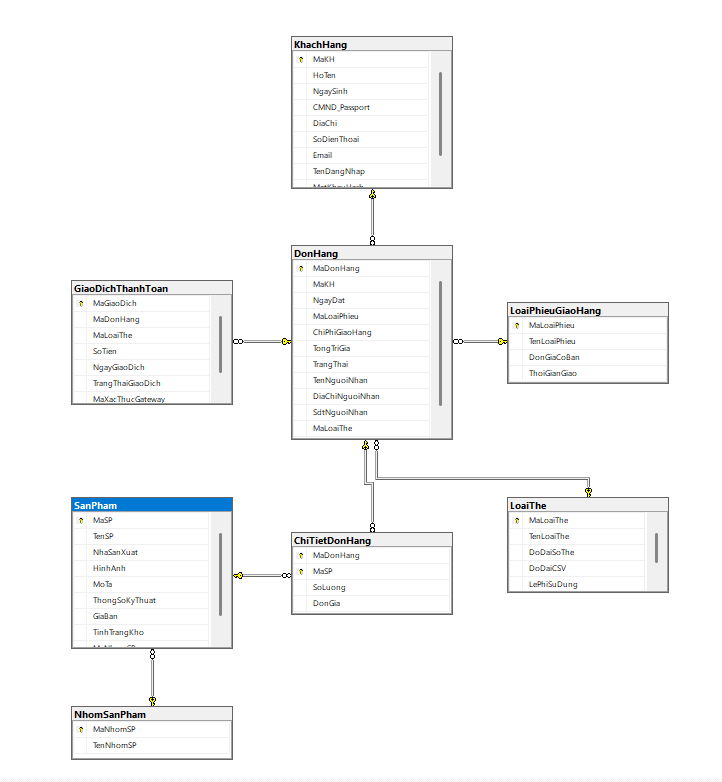 KhachHang
MaKH
HoTen
NgaySinh
CMND_Passport
DiaChi
SoDienThoai
Email
TenDangNhap
DonHang
MaDonHang
MaKH
NgayDat
MaLoaiPhieu
ChiPhiGiaoHang
TongTriGia
TrangThai
TenNguoiNhan
DiaChiNguoiNhan
SdtNguoiNhan
MaLoaiThe
GiaoDichThanhToan
MaGiaoDich
MaDonHang
MaLoaiThe
SoTien
NgayGiaoDich
TrangThaiGiaoDich
MaXacThucGateway
LoaiPhieuGiaoHang
MaLoaiPhieu
TenLoaiPhieu
DonGiaCoBan
ThoiGianGiao
SanPham
MaSP
TenSP
NhaSanXuat
HinhAnh
MoTa
ThongSoKyThuat
GiaBan
TinhTrangKho
ChiTietDonHang
MaDonHang
MaSP
SoLuong
DonGia
LoaiThe
MaLoaiThe
TenLoaiThe
DoDaiSoThe
DoDaiCSV
LePhiSuDung
NhomSanPham
MaNhomSP
TenNhomSP